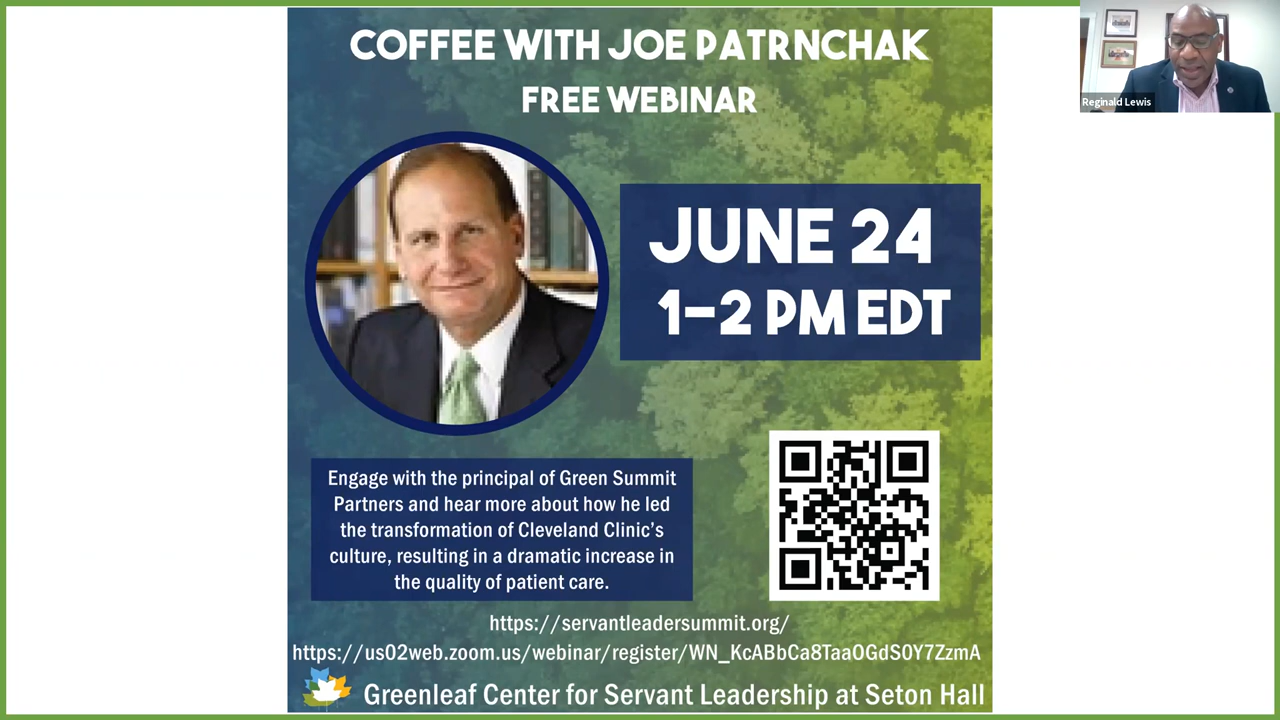 COFFEE WITH JOE PATRNCHAK
FREE WEBINAR
Reginald Lewis
JUNE 24
1–2 PM EDT
Engage with the principal of Green Summit
Partners and hear more about how he led
the transformation of Cleveland Clinic's
culture, resulting in a dramatic increase in
the quality of patient care.
https://servantleadersummit.org/
https://us02web.zoom.us/webinar/register/WN_KcABbCa8TaaOGdS0Y7ZzmA
Greenleaf Center for Servant Leadership at Seton Hall